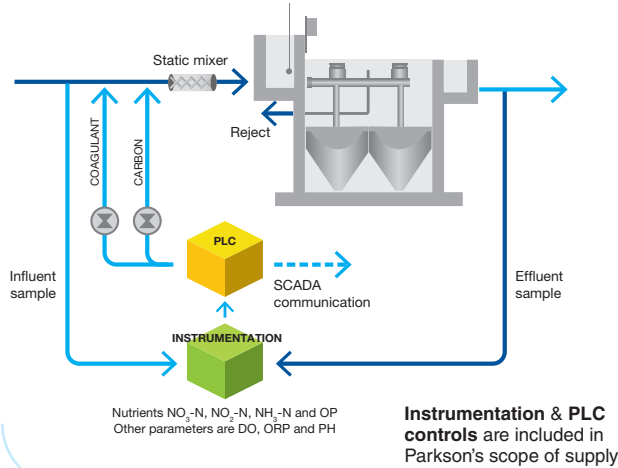 Static mixer
Reject
COAGULANT
CARBON
PLC
Influent
sample
SCADA
communication
Effluent
sample
INSTRUMENTATION
Nutrients NO₃-N, NO₂-N, NH₄-N and OP
Other parameters are DO, ORP and PH
Instrumentation & PLC
controls are included in
Parkson's scope of supply